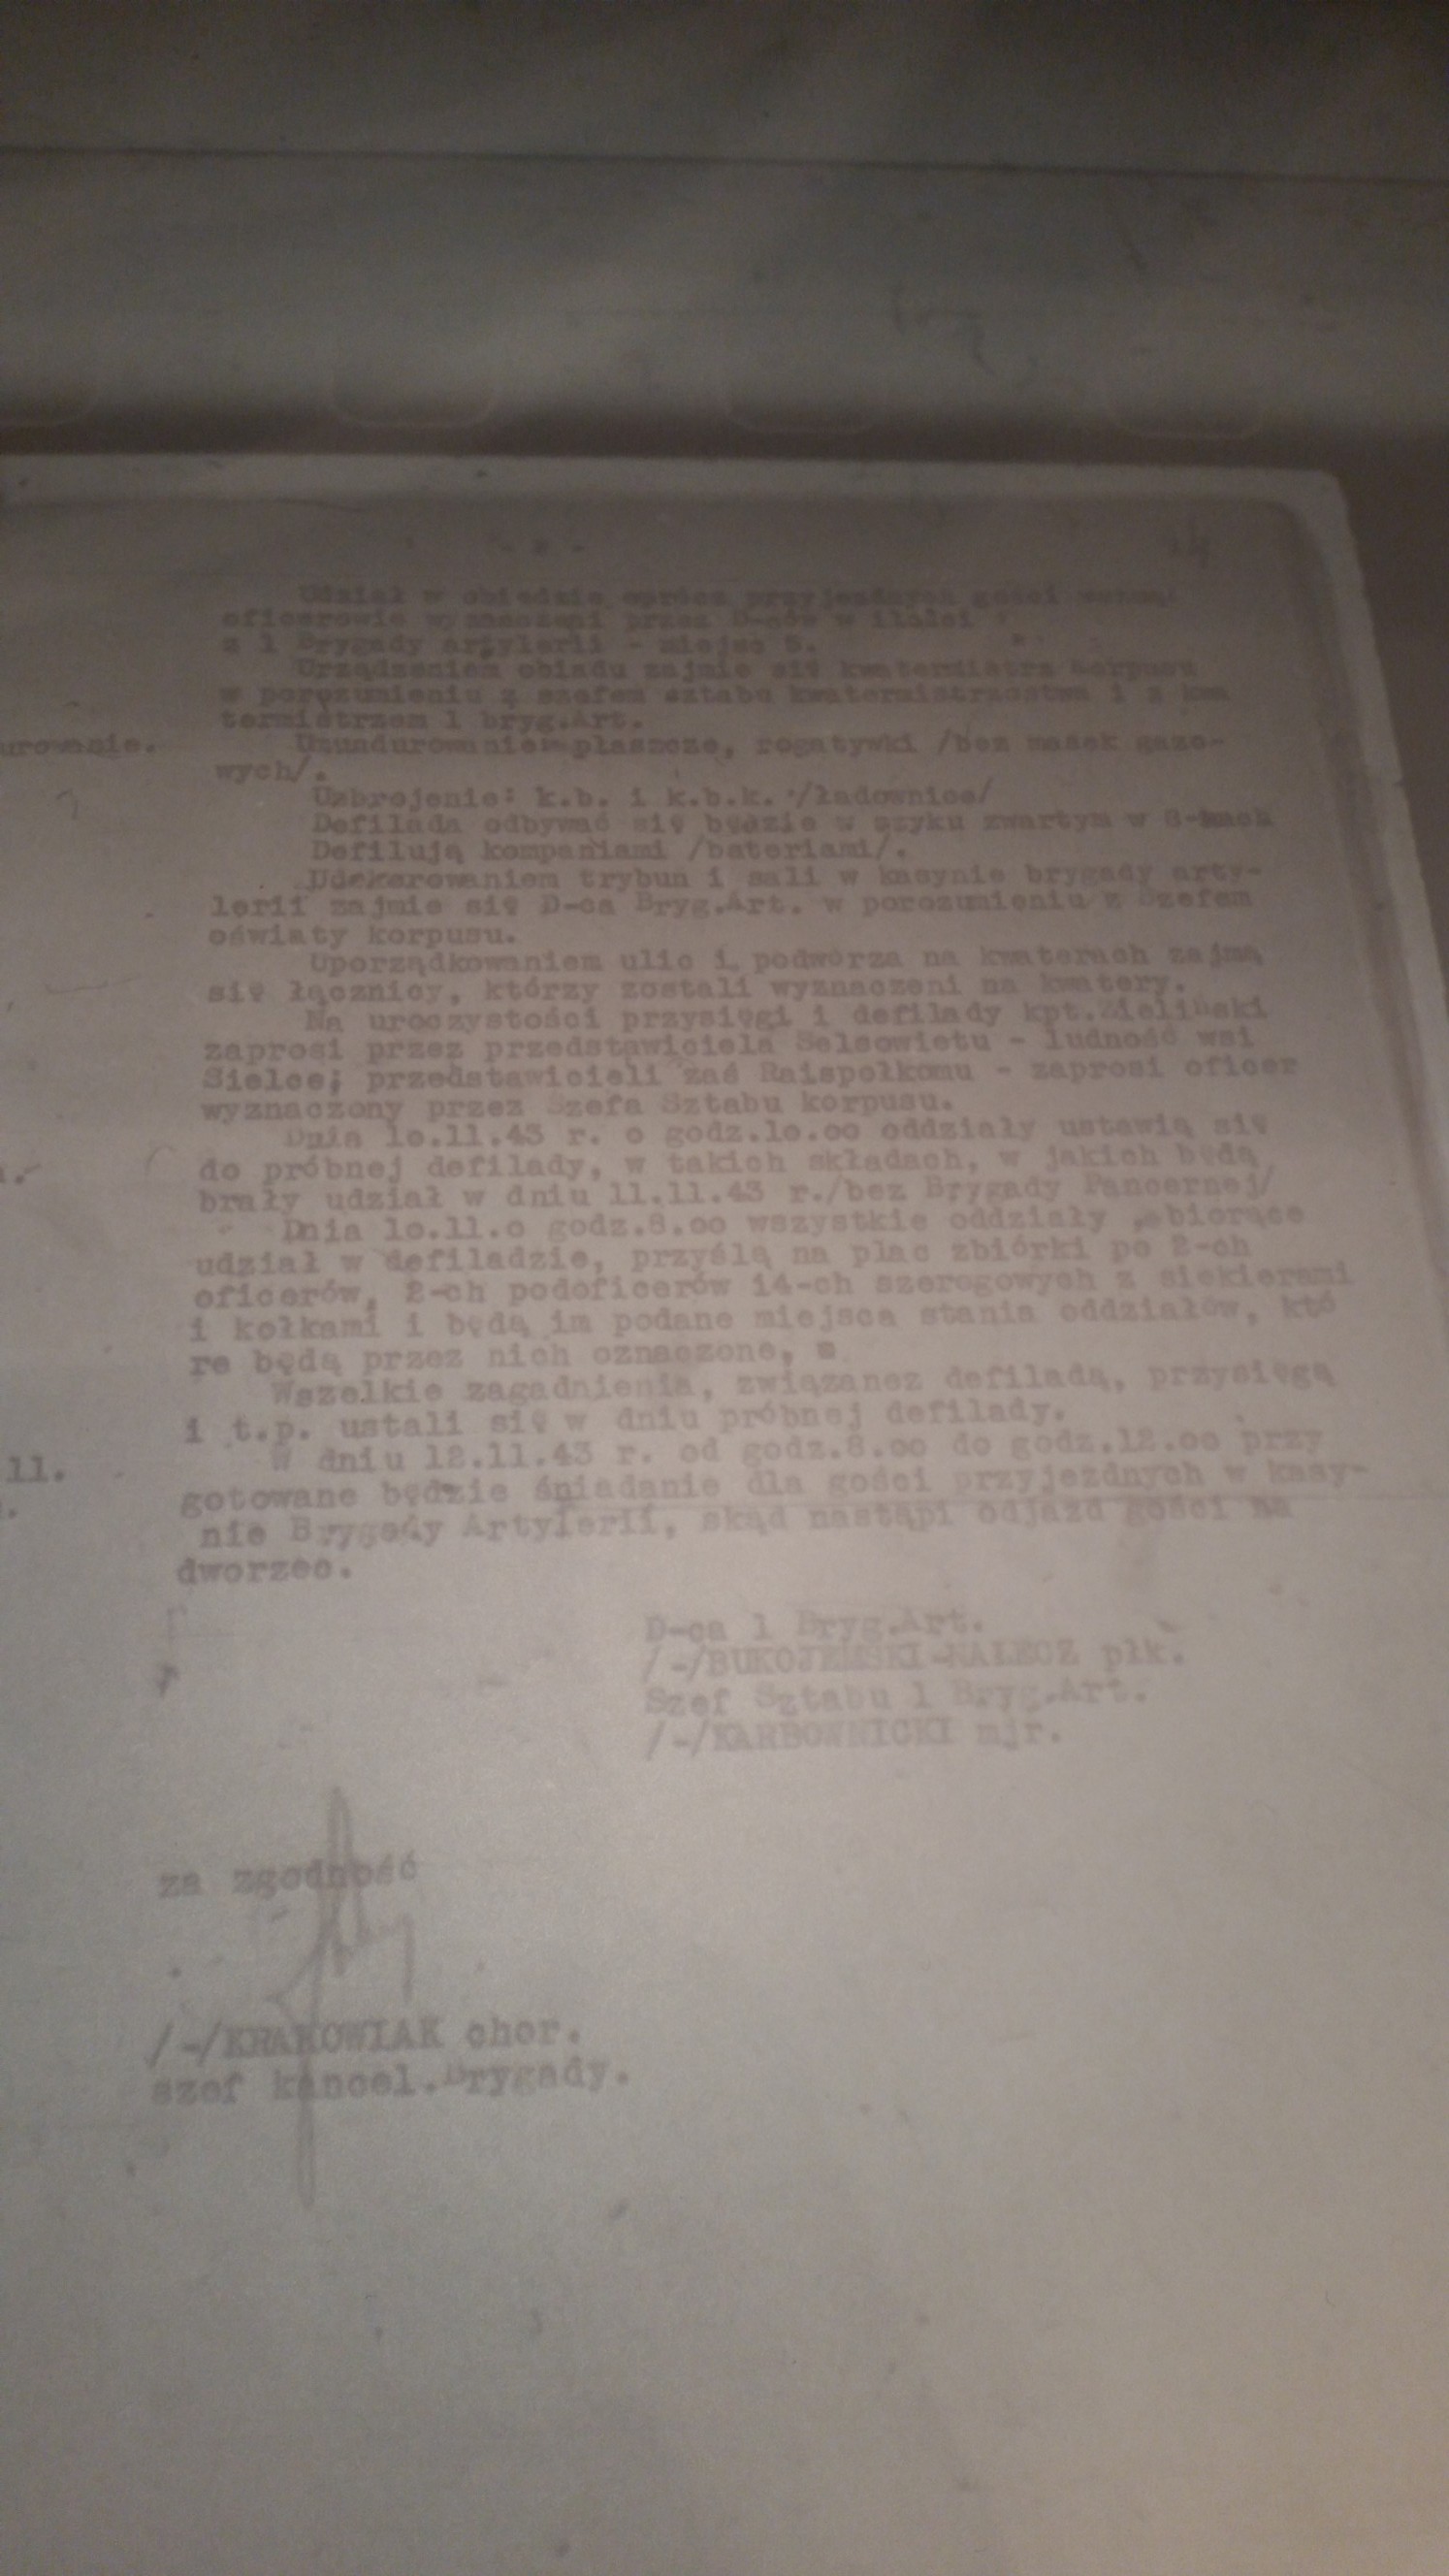 - 2 -
14
Udział w obiedzie oprócz przyjezdnych gości wezmą
oficerowie wyznaczeni przez D-ców w ilości
z 1 Brygady Artylerii - miejsc 5.
Urządzeniem obiadu zajmie się kwatermistrz korpusu
w porozumieniu z szefem sztabu kwatermistrzostwa i z kwa
termistrzem 1 bryg.Art.
urowanie.
Umundurowanie: płaszcze, rogatywki /bez masek gazo-
wych/.
Uzbrojenie: k.b. i k.b.k. /ładownice/
Defilada odbywać się będzie w szyku zwartym w 8-kach
Defilują kompaniami /bateriami/.
Udekorowaniem trybun i sali w kasynie brygady arty-
lerii zajmie się D-ca Bryg.Art. w porozumieniu z Szefem
oświaty korpusu.
Uporządkowaniem ulic i podwórza na kwaterach zajmą
się łącznicy, którzy zostali wyznaczeni na kwatery.
Na uroczystości przysięgi i defilady kpt.Zieliński
zaprosi przez przedstawiciela Selsowietu - ludność wsi
Sielce; przedstawicieli zaś Raispołkomu - zaprosi oficer
wyznaczony przez Szefa Sztabu korpusu.
Dnia 10.11.43 r. o godz.10.00 oddziały ustawią się
do próbnej defilady, w takich składach, w jakich będą
brały udział w dniu 11.11.43 r./bez Brygady Pancernej/
Dnia 10.11.o godz.8.00 wszystkie oddziały , biorące
udział w defiladzie, przyślą na plac zbiórki po 2-ch
oficerów, 2-ch podoficerów i4-ch szeregowych z siekierami
i kołkami i będą im podane miejsca stania oddziałów, któ
re będą przez nich oznaczone,
Wszelkie zagadnienia, związanez defiladą, przysięgą
i t.p. ustali się w dniu próbnej defilady.
11.
W dniu 12.11.43 r. od godz.8.00 do godz.12.00 przy
gotowane będzie śniadanie dla gości przyjezdnych w kasy-
nie Brygady Artylerii, skąd nastąpi odjazd gości na
dworzec.
D-ca 1 Bryg.Art.
/-/BUKOJEMSKI-NAŁĘCZ płk.
Szef Sztabu 1 Bryg.Art.
/-/KARBOWNICKI mjr.
za zgodność
/-/KRAKOWIAK chor.
szef kancel.Brygady.